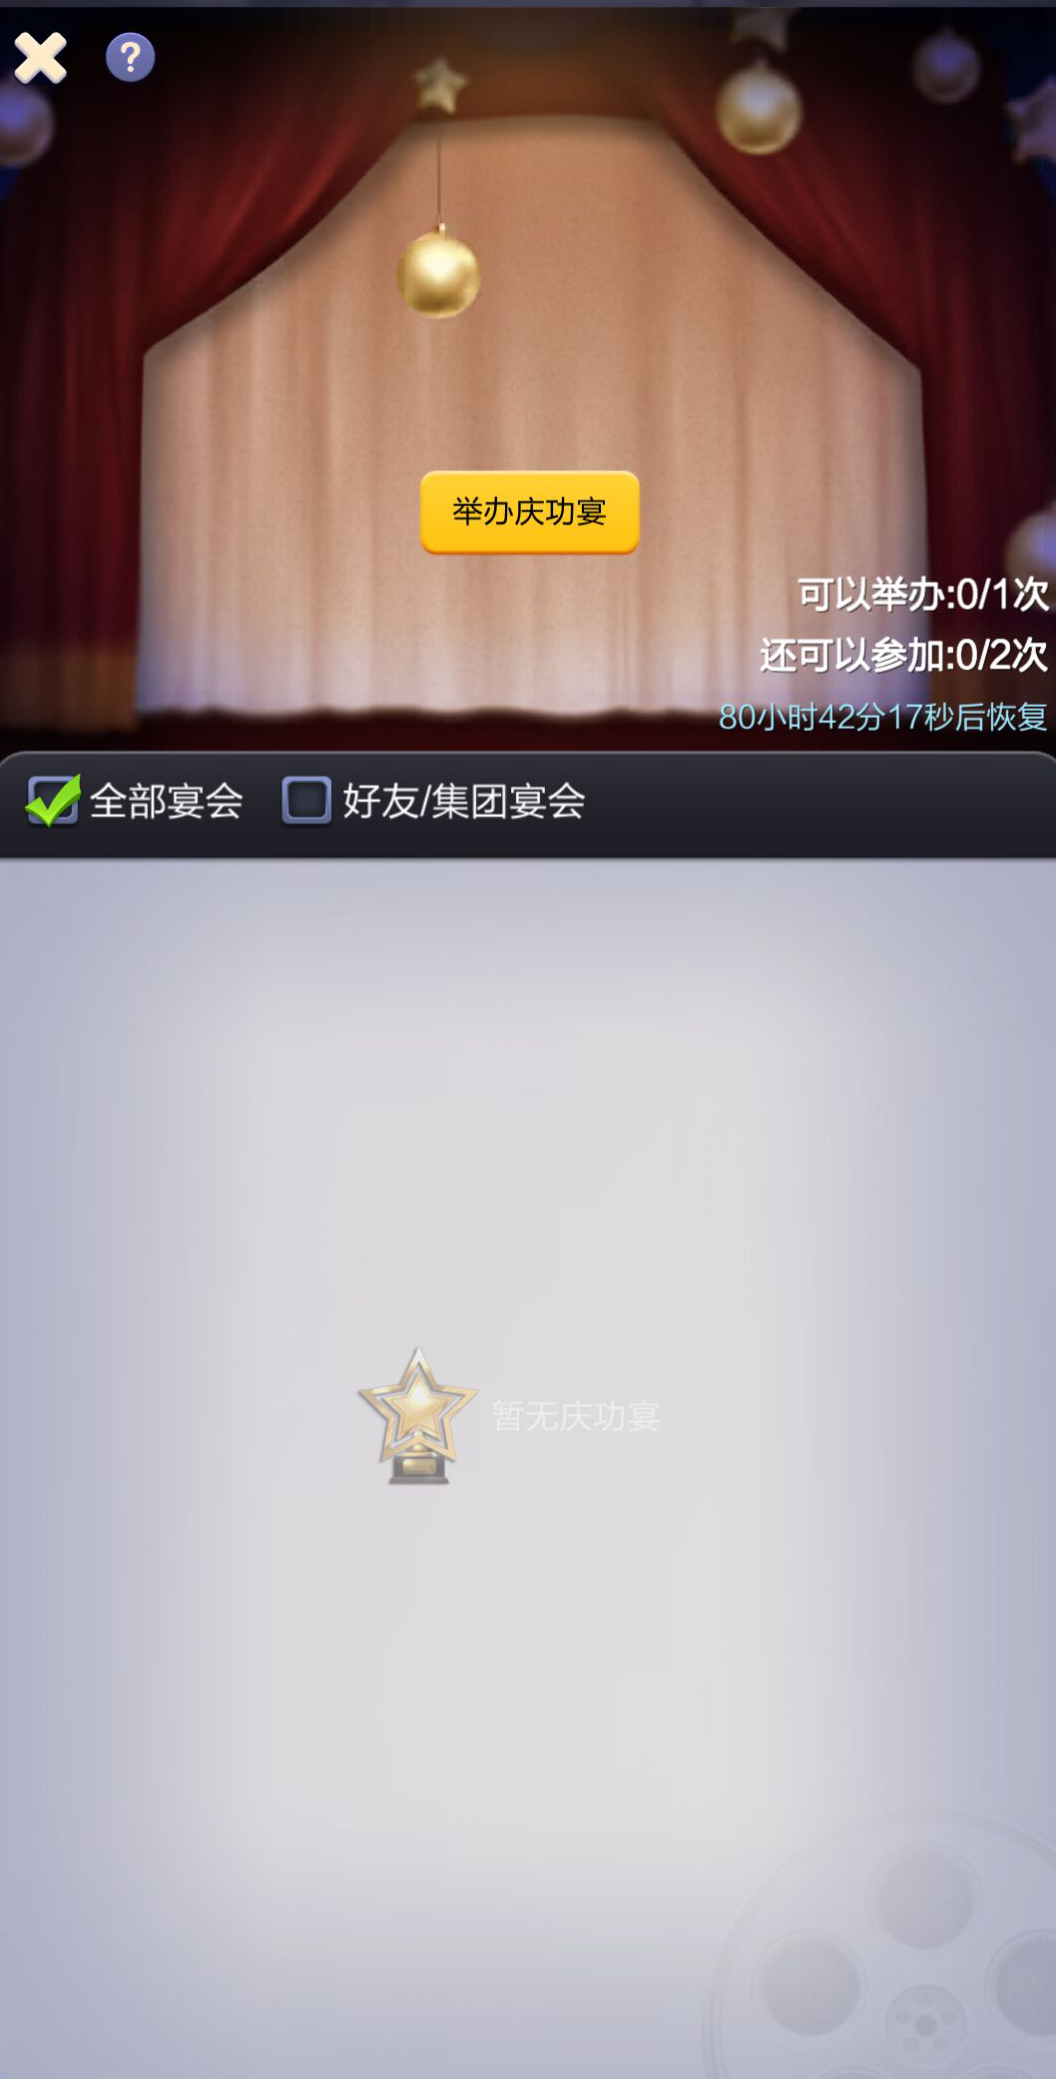 ?
举办庆功宴
可以举办:0/1次
还可以参加:0/2次
80小时42分17秒后恢复
全部宴会 好友/集团宴会
暂无庆功宴